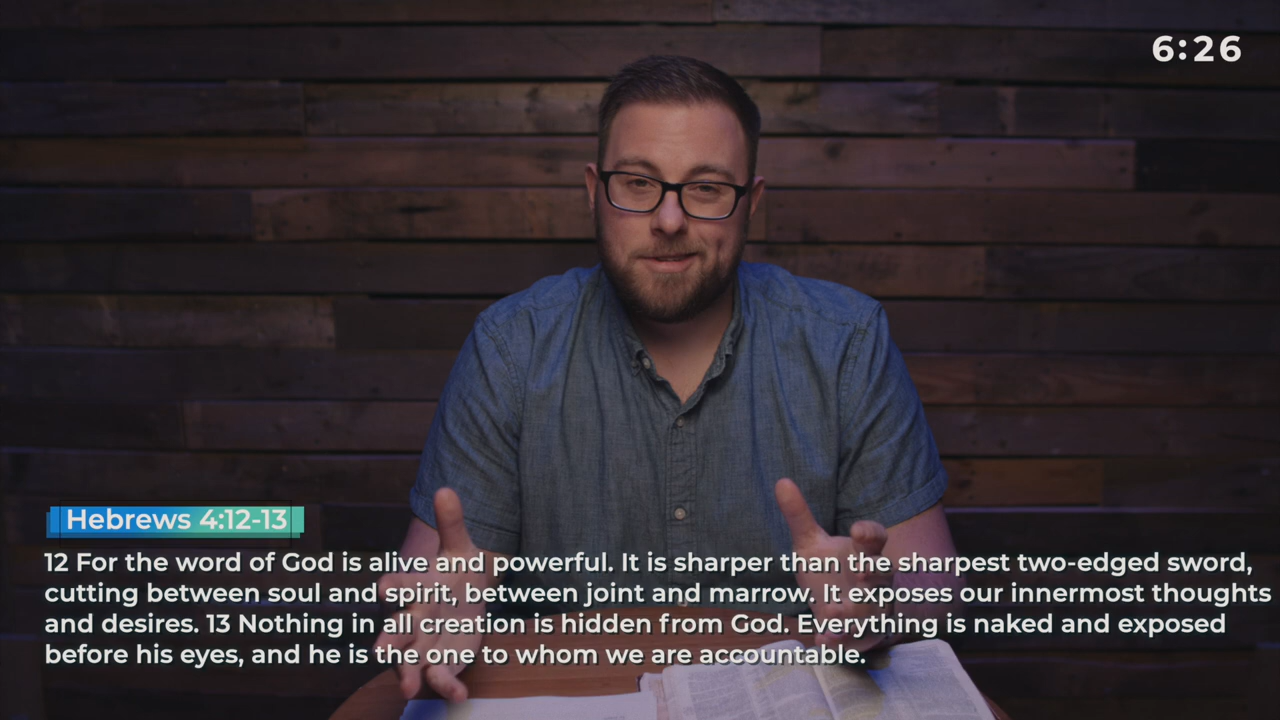 6:26
Hebrews 4:12-13
12 For the word of God is alive and powerful. It is sharper than the sharpest two-edged sword,
cutting between soul and spirit, between joint and marrow. It exposes our innermost thoughts
and desires. 13 Nothing in all creation is hidden from God. Everything is naked and exposed
before his eyes, and he is the one to whom we are accountable.